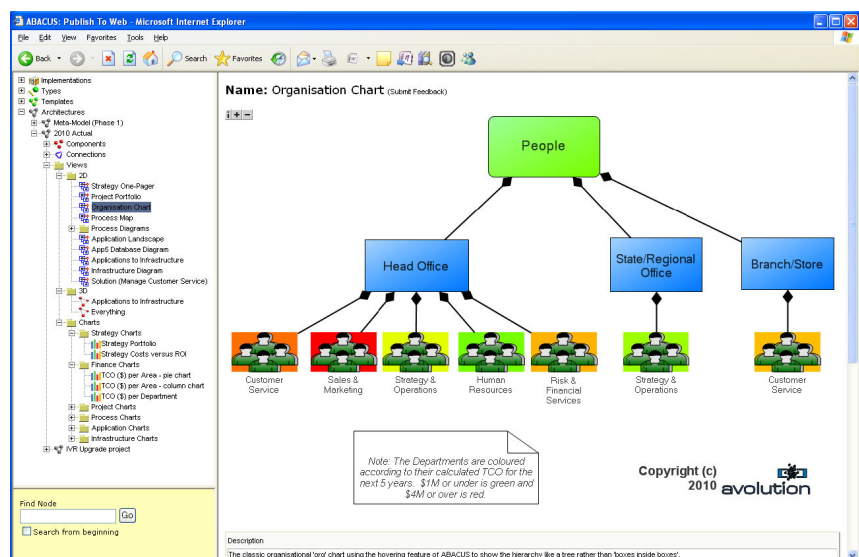 ABACUS: Publish To Web - Microsoft Internet Explorer
File Edit View Favorites Tools Help
Back Search Favorites
Implementations
Types
Templates
Architectures
Meta-Model (Phase 1)
2010 Actual
Components
Connections
Views
2D
Strategy One-Pager
Project Portfolio
Organisation Chart
Process Map
Process Diagrams
Application Landscape
App5 Database Diagram
Applications to Infrastructure
Infrastructure Diagram
Solution (Manage Customer Service)
3D
Applications to Infrastructure
Everything
Charts
Strategy Charts
Strategy Portfolio
Strategy Costs versus ROI
Finance Charts
TCO ($) per Area - pie chart
TCO ($) per Area - column chart
TCO ($) per Department
Project Charts
Process Charts
Application Charts
Infrastructure Charts
IVR Upgrade project
Find Node
Go
Search from beginning
Name: Organisation Chart (Submit Feedback)
i + −
People
Head Office
State/Regional
Office
Branch/Store
Customer
Service
Sales &
Marketing
Strategy &
Operations
Human
Resources
Risk &
Financial
Services
Strategy &
Operations
Customer
Service
Note: The Departments are coloured
according to their calculated TCO for the
next 5 years. $1M or under is green and
$4M or over is red.
Copyright (c)
2010 avolution
Description
The classic organisational 'org' chart using the hovering feature of ABACUS to show the hierarchy like a tree rather than 'boxes inside boxes'.